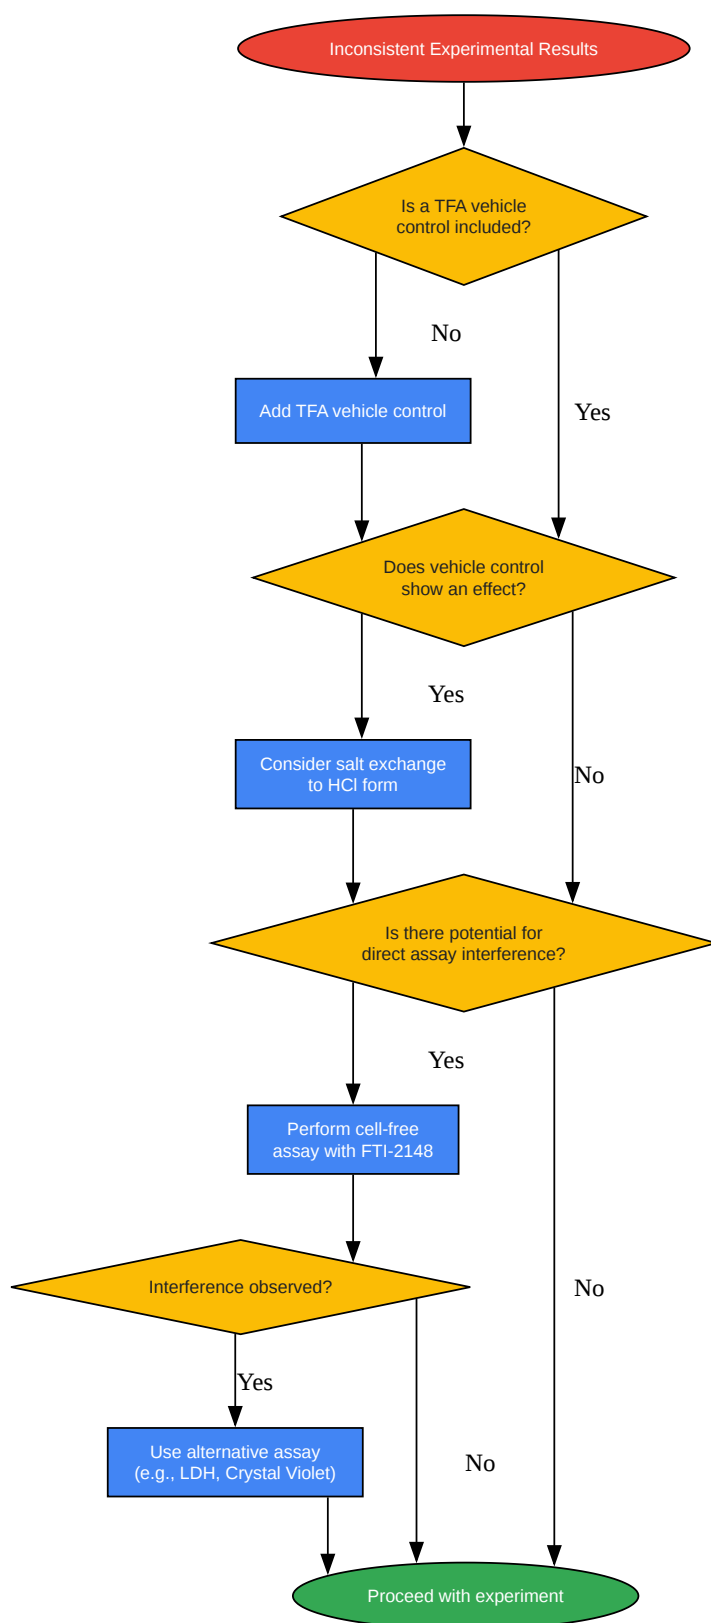 Inconsistent Experimental Results
Is a TFA vehicle
control included?
No
Add TFA vehicle control
Yes
Does vehicle control
show an effect?
Yes
Consider salt exchange
to HCl form
No
Is there potential for
direct assay interference?
Yes
Perform cell-free
assay with FTI-2148
Interference observed?
No
Yes
Use alternative assay
(e.g., LDH, Crystal Violet)
No
Proceed with experiment